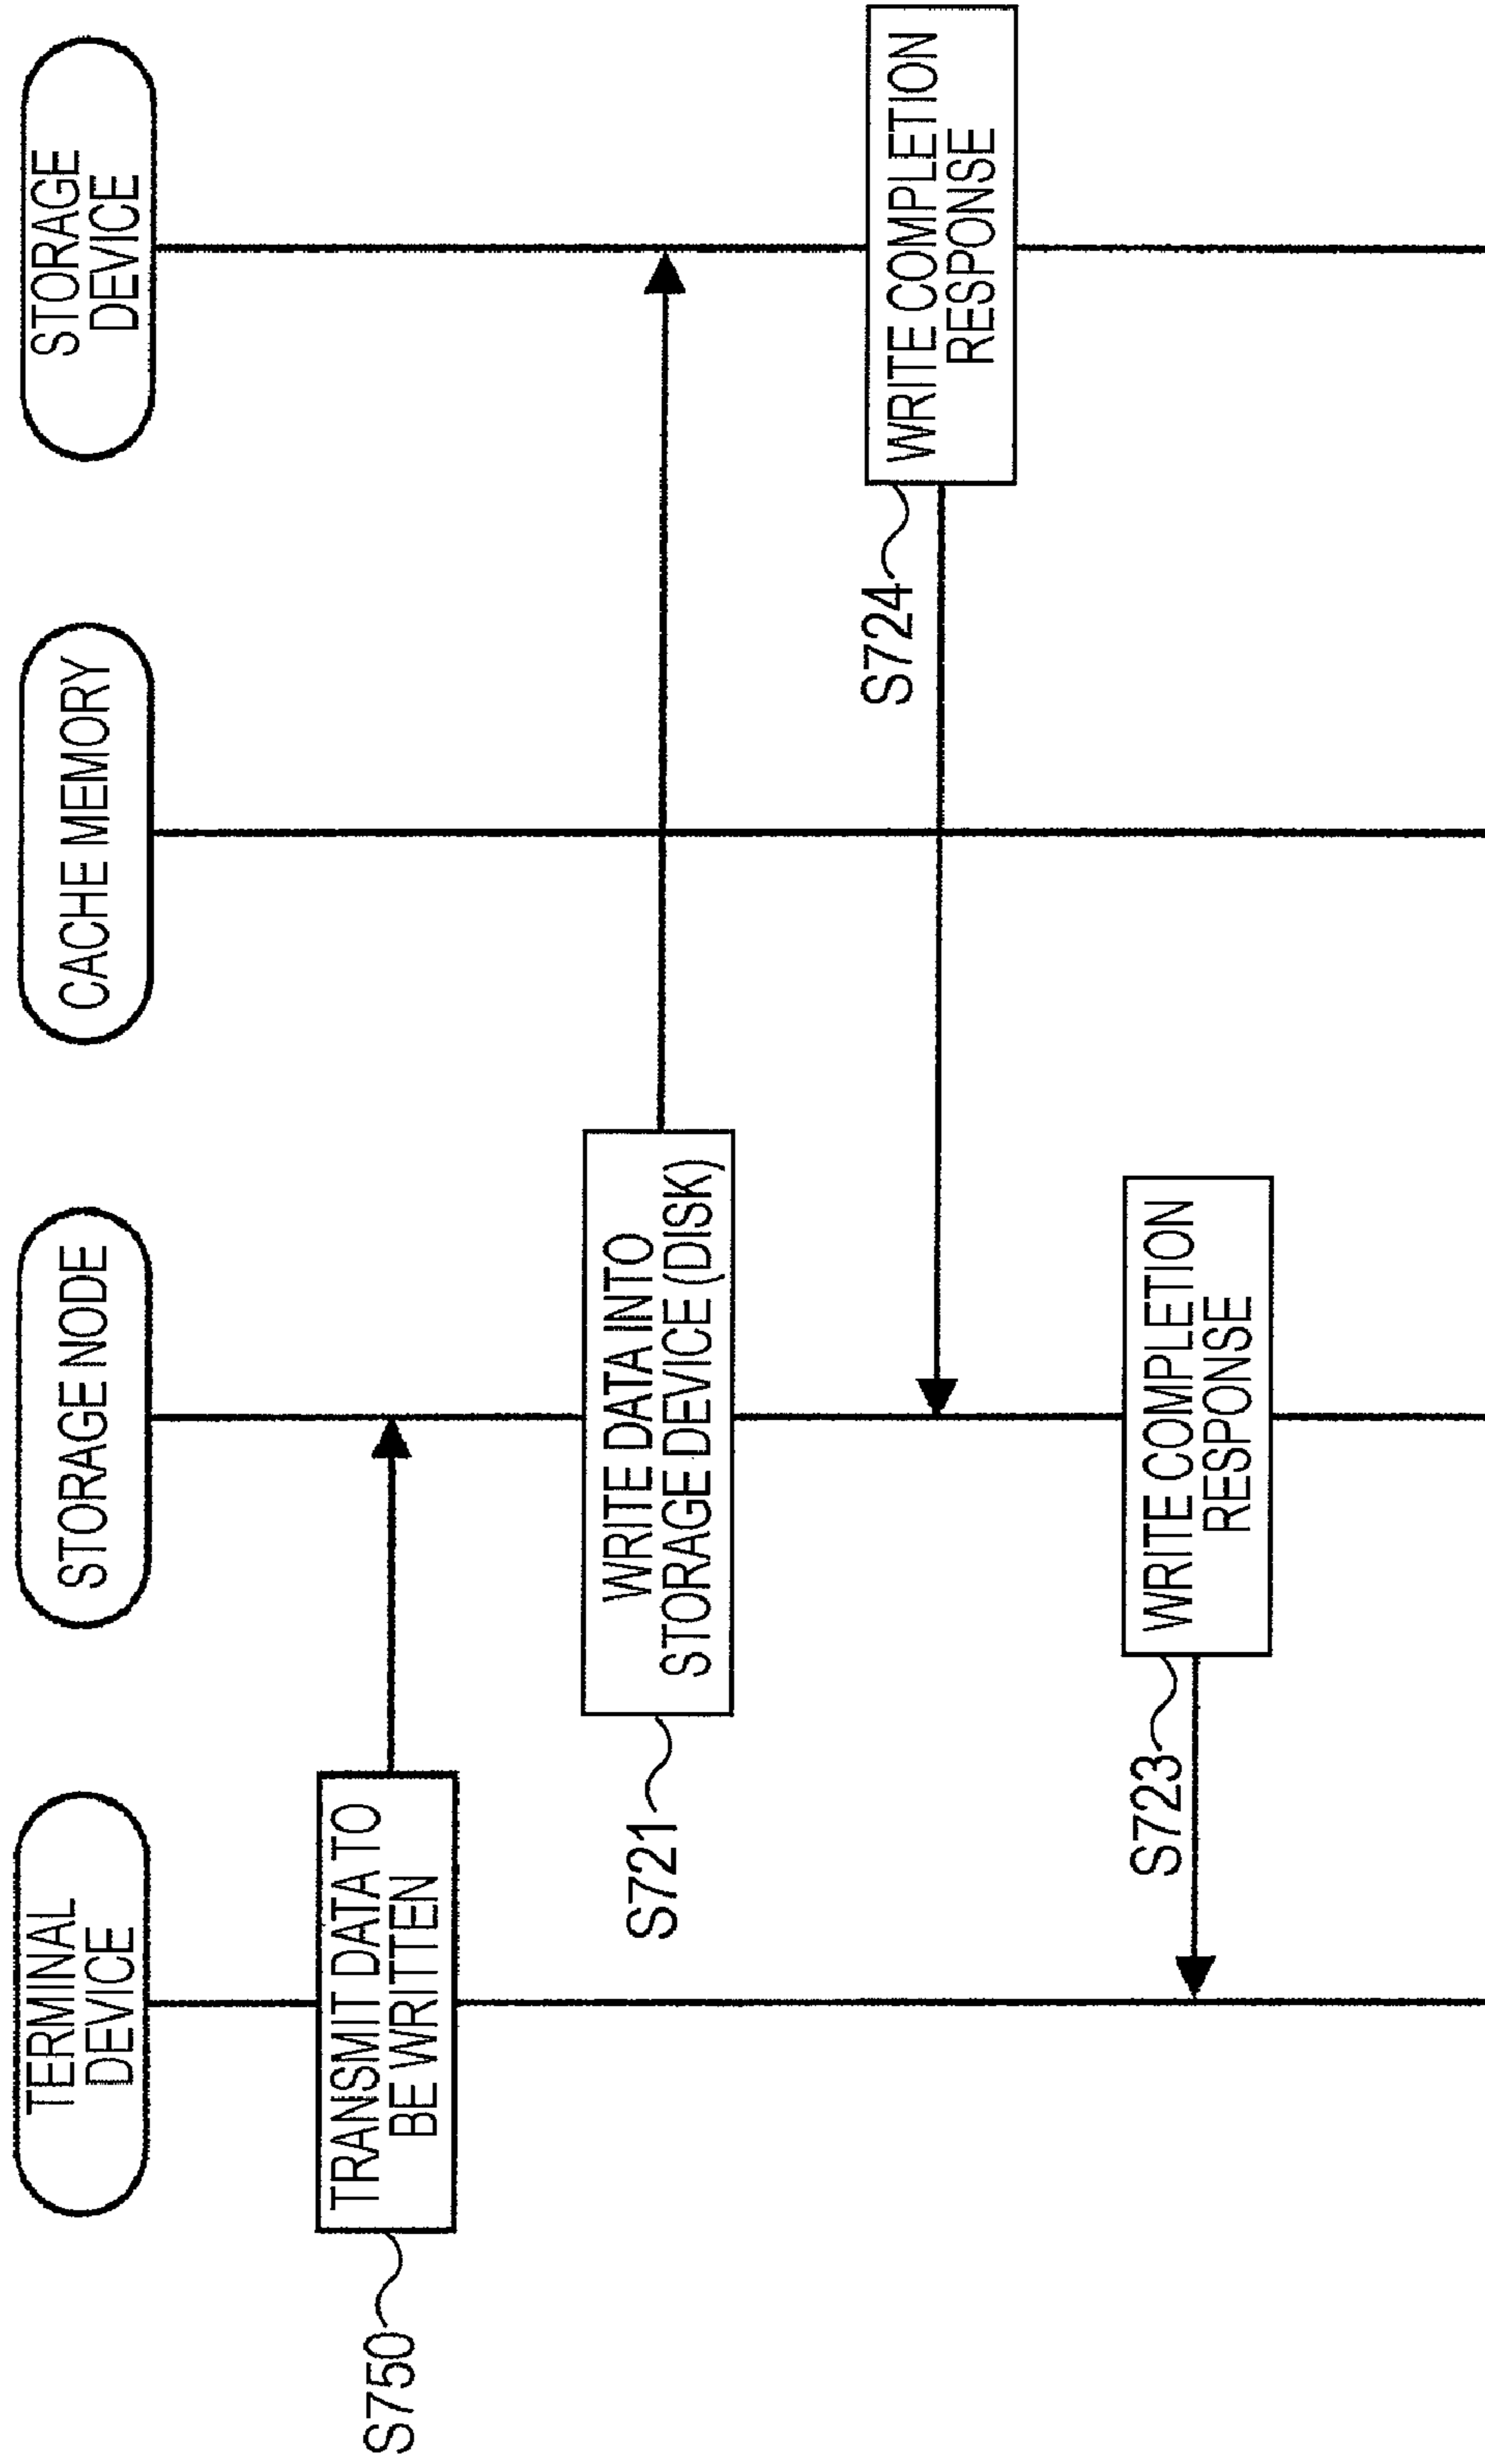 TERMINAL
DEVICE
STORAGE NODE
CACHE MEMORY
STORAGE
DEVICE
S750
TRANSMIT DATA TO
BE WRITTEN
S721
WRITE DATA INTO
STORAGE DEVICE (DISK)
S724
WRITE COMPLETION
RESPONSE
S723
WRITE COMPLETION
RESPONSE